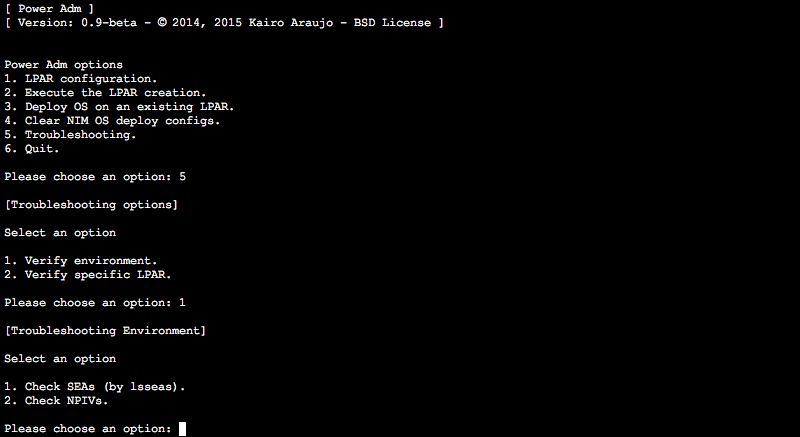 [ Power Adm ]
[ Version: 0.9-beta - © 2014, 2015 Kairo Araujo - BSD License ]
Power Adm options
1. LPAR configuration.
2. Execute the LPAR creation.
3. Deploy OS on an existing LPAR.
4. Clear NIM OS deploy configs.
5. Troubleshooting.
6. Quit.
Please choose an option: 5
[Troubleshooting options]
Select an option
1. Verify environment.
2. Verify specific LPAR.
Please choose an option: 1
[Troubleshooting Environment]
Select an option
1. Check SEAs (by lsseas).
2. Check NPIVs.
Please choose an option: